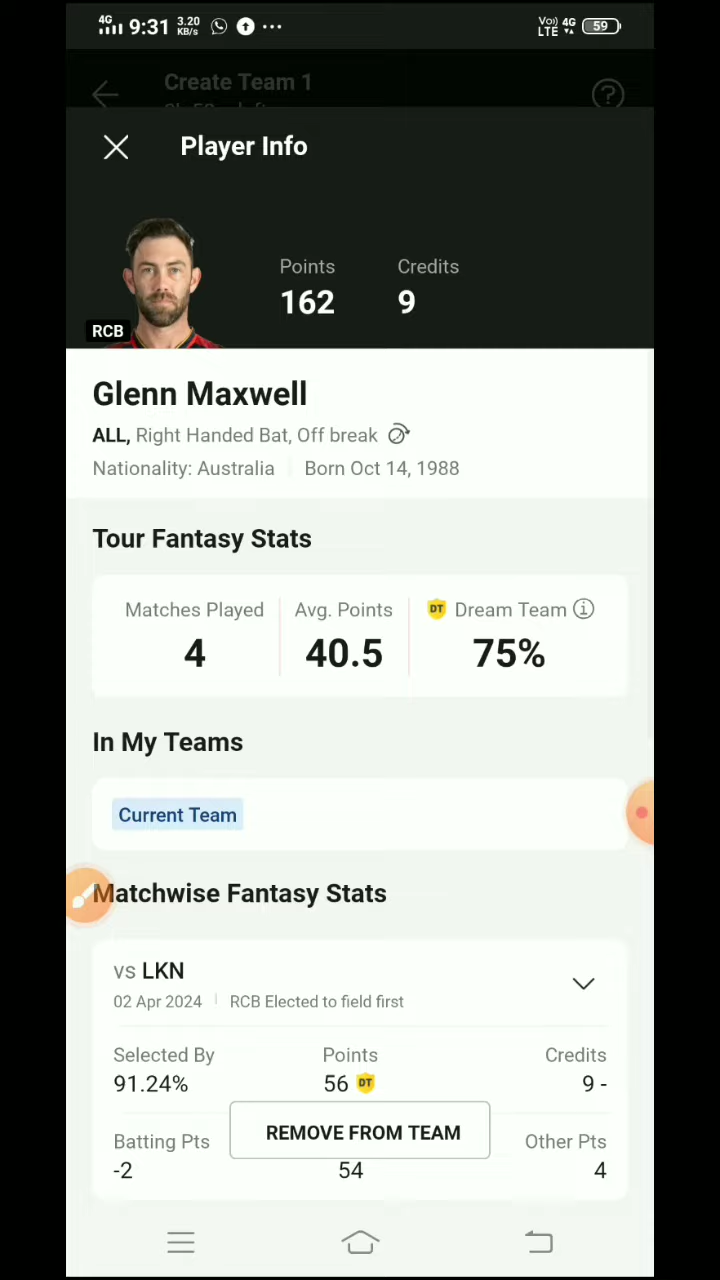 4G 9:31 3.20 KB/s Vo) LTE 4G 59
Create Team 1
Player Info
Points Credits
162 9
RCB
Glenn Maxwell
ALL, Right Handed Bat, Off break
Nationality: Australia Born Oct 14, 1988
Tour Fantasy Stats
Matches Played Avg. Points DT Dream Team
4 40.5 75%
In My Teams
Current Team
Matchwise Fantasy Stats
vs LKN
02 Apr 2024 RCB Elected to field first
Selected By Points Credits
91.24% 56 DT 9 -
Batting Pts REMOVE FROM TEAM Other Pts
-2 54 4